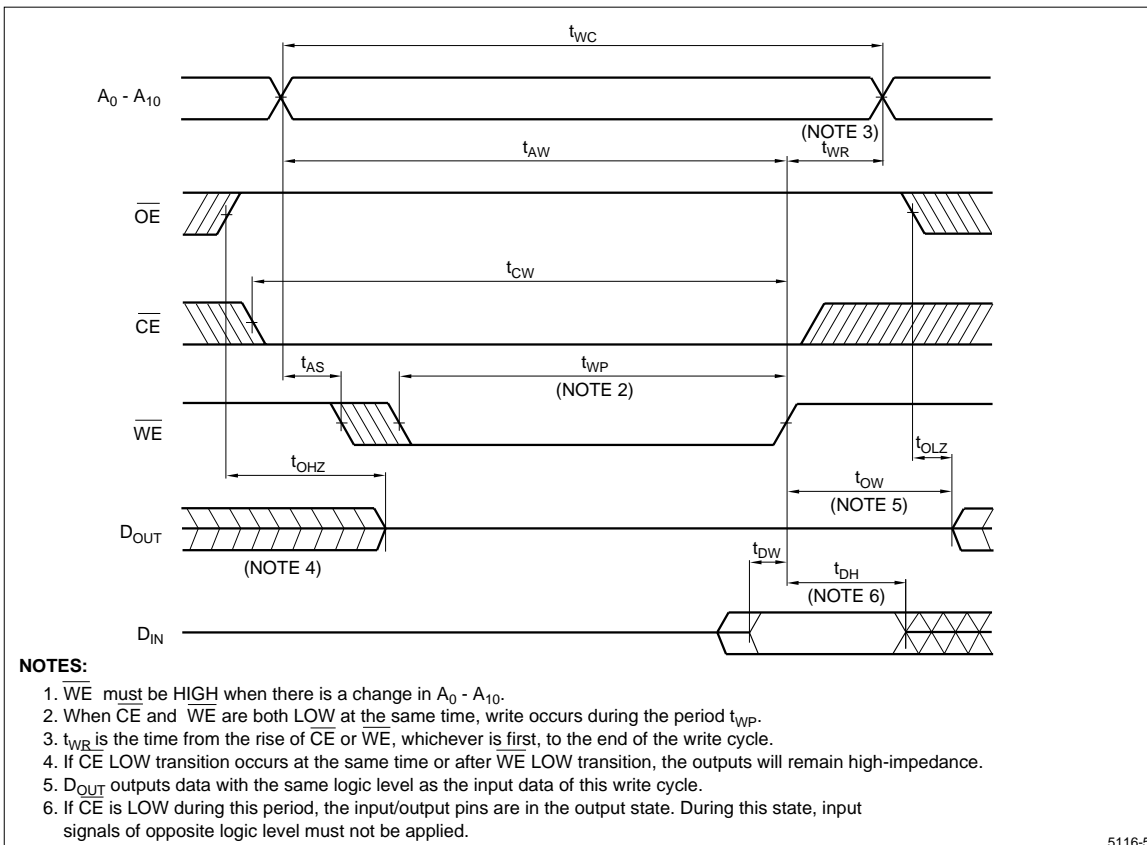 tWC
A0 - A10
(NOTE 3)
tAW
tWR
OE
tCW
CE
tAS
tWP
(NOTE 2)
WE
tOHZ
tOLZ
tOW
(NOTE 5)
DOUT
(NOTE 4)
tDW
tDH
(NOTE 6)
DIN
NOTES:
1. WE must be HIGH when there is a change in A0 - A10.
2. When CE and WE are both LOW at the same time, write occurs during the period tWP.
3. tWR is the time from the rise of CE or WE, whichever is first, to the end of the write cycle.
4. If CE LOW transition occurs at the same time or after WE LOW transition, the outputs will remain high-impedance.
5. DOUT outputs data with the same logic level as the input data of this write cycle.
6. If CE is LOW during this period, the input/output pins are in the output state. During this state, input
signals of opposite logic level must not be applied.